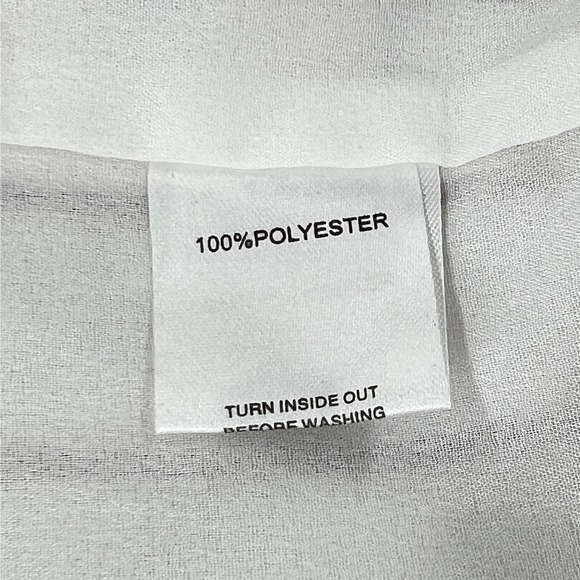 100%POLYESTER
TURN INSIDE OUT
BEFORE WASHING